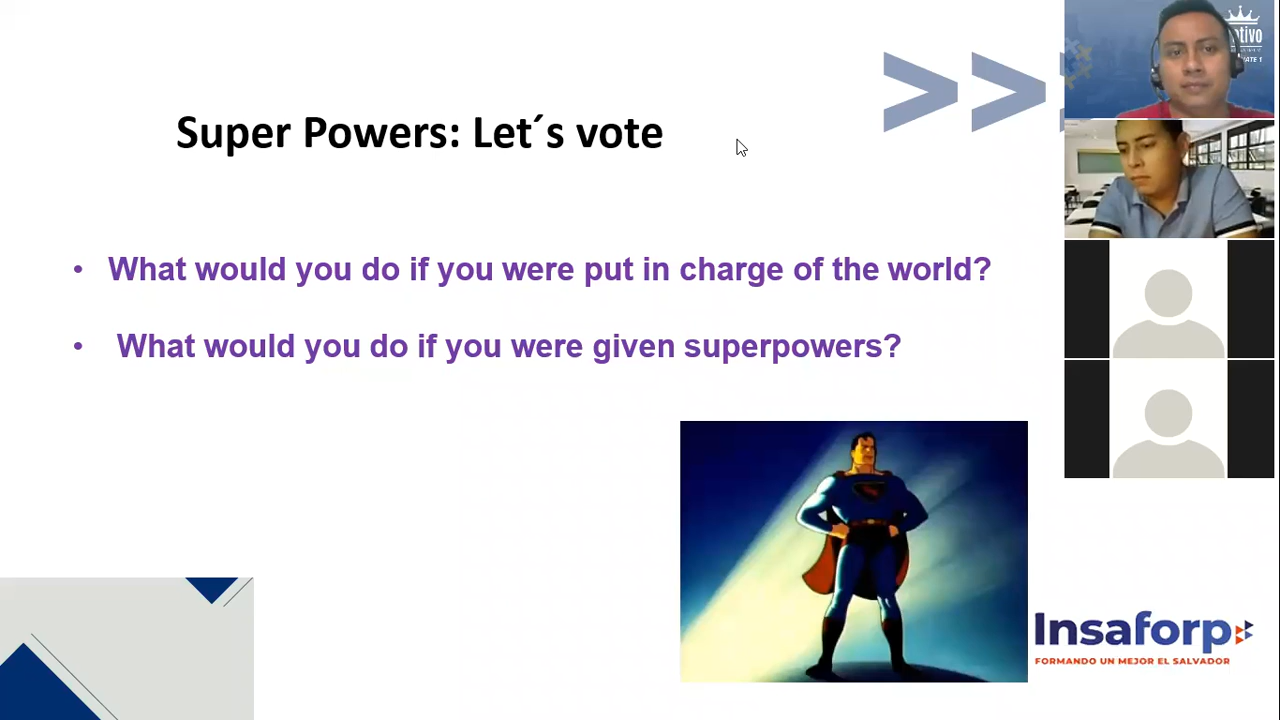 >>
Super Powers: Let´s vote
• What would you do if you were put in charge of the world?
• What would you do if you were given superpowers?
Insaforp
FORMANDO UN MEJOR EL SALVADOR